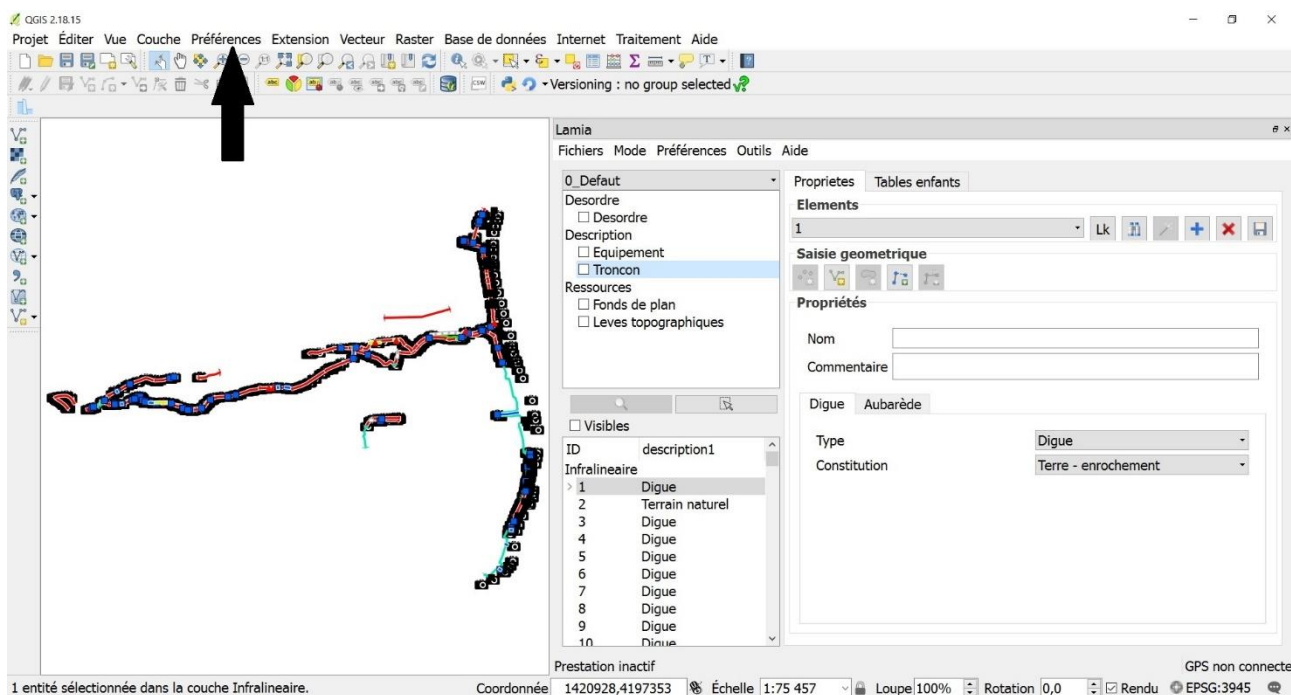 QGIS 2.18.15
Projet Éditer Vue Couche Préférences Extension Vecteur Raster Base de données Internet Traitement Aide
Versioning : no group selected
Lamia
Fichiers Mode Préférences Outils Aide
0_Defaut
Desordre
Desordre
Description
Equipement
Troncon
Ressources
Fonds de plan
Leves topographiques
Visibles
ID description1
Infralineaire
1 Digue
2 Terrain naturel
3 Digue
4 Digue
5 Digue
6 Digue
7 Digue
8 Digue
9 Digue
10 Digue
Proprietes Tables enfants
Elements
1
Lk
Saisie geometrique
Propriétés
Nom
Commentaire
Digue Aubarède
Type Digue
Constitution Terre - enrochement
Prestation inactif
GPS non connecte
1 entité sélectionnée dans la couche Infralineaire.
Coordonnée 1420928,4197353 Échelle 1:75 457 Loupe 100% Rotation 0,0 Rendu EPSG:3945